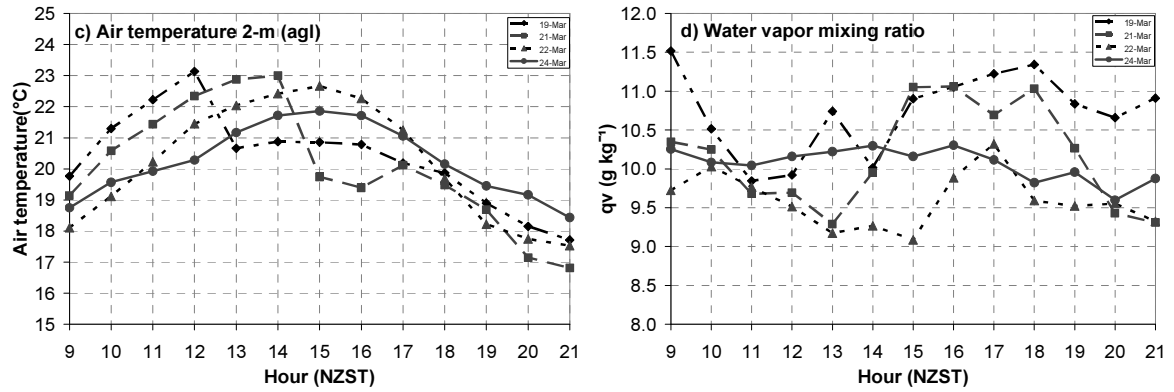 c) Air temperature 2-m (agl)
19-Mar
21-Mar
22-Mar
24-Mar
25
24
23
22
21
20
19
18
17
16
15
Air temperature(°C)
9 10 11 12 13 14 15 16 17 18 19 20 21
Hour (NZST)
d) Water vapor mixing ratio
19-Mar
21-Mar
22-Mar
24-Mar
12.0
11.5
11.0
10.5
10.0
9.5
9.0
8.5
8.0
qv (g kg⁻¹)
9 10 11 12 13 14 15 16 17 18 19 20 21
Hour (NZST)